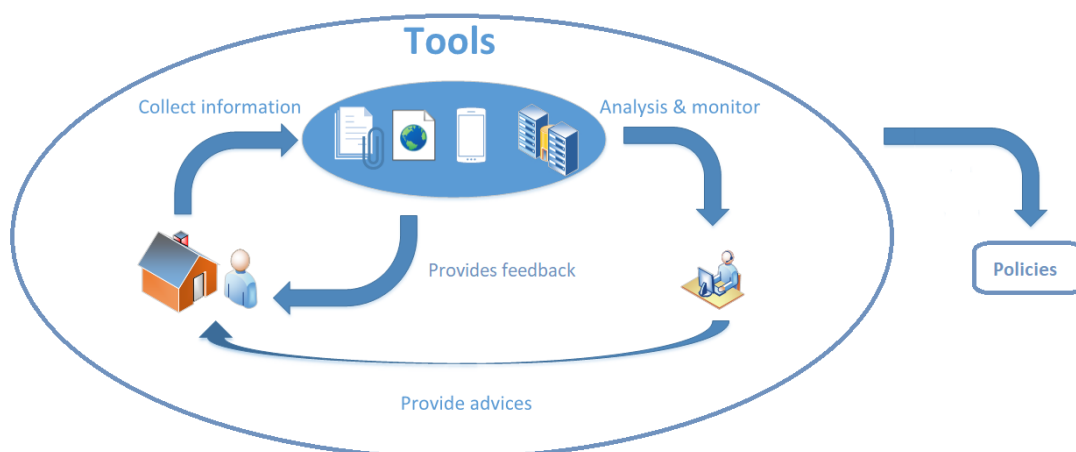 Tools
Collect information
Analysis & monitor
Provides feedback
Policies
Provide advices